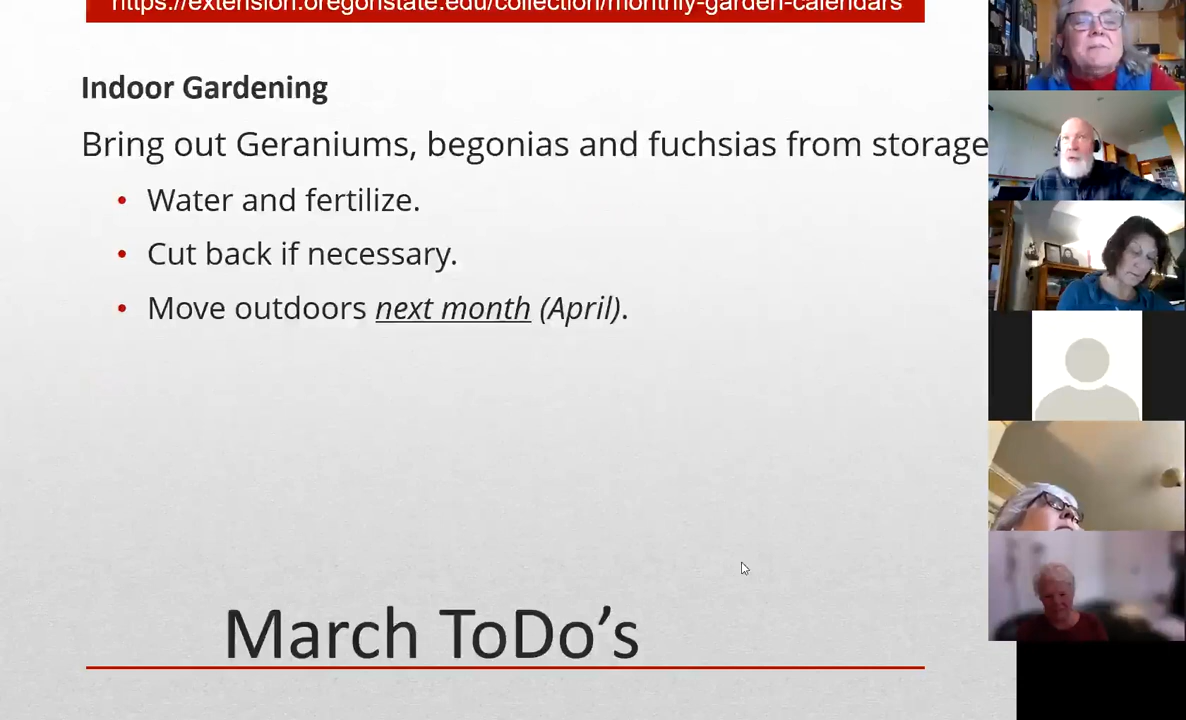 https://extension.oregonstate.edu/collection/monthly-garden-calendars
Indoor Gardening
Bring out Geraniums, begonias and fuchsias from storage
• Water and fertilize.
• Cut back if necessary.
• Move outdoors next month (April).
March ToDo’s